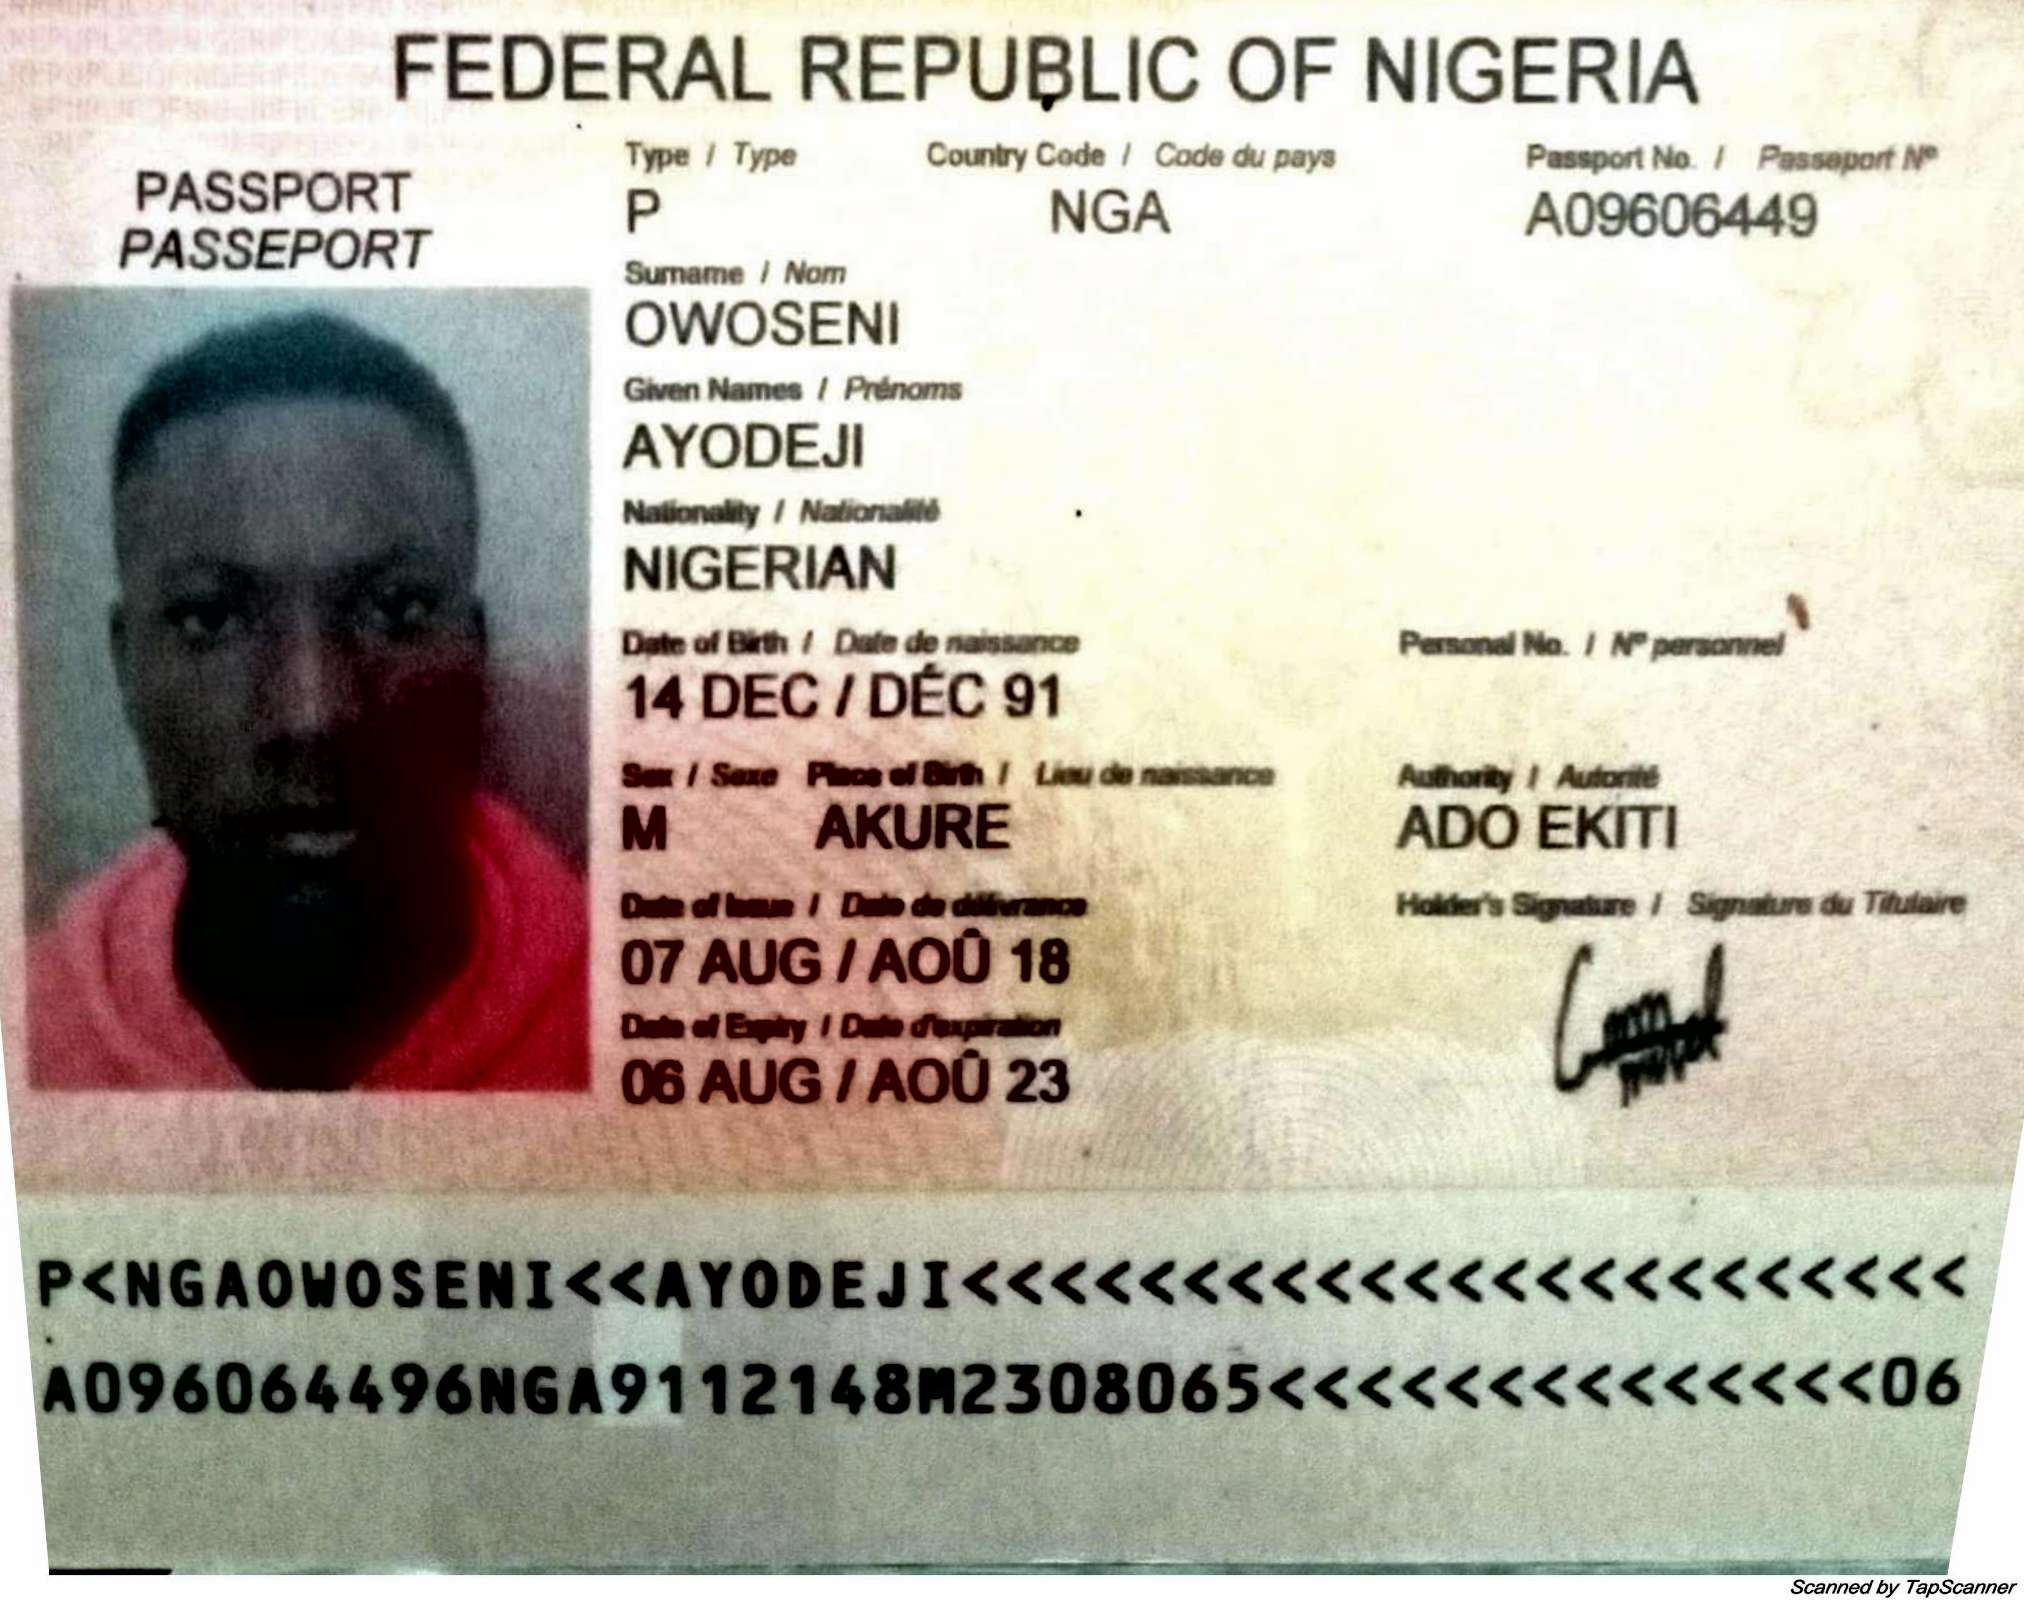 FEDERAL REPUBLIC OF NIGERIA
PASSPORT
PASSEPORT
Type / Type Country Code / Code du pays Passport No. / Passeport Nº
P NGA A09606449
Surname / Nom
OWOSENI
Given Names / Prénoms
AYODEJI
Nationality / Nationalité
NIGERIAN
Date of Birth / Date de naissance Personal No. / Nº personnel
14 DEC / DÉC 91
Sex / Sexe Place of Birth / Lieu de naissance Authority / Autorité
M AKURE ADO EKITI
Date of Issue / Date de délivrance Holder's Signature / Signature du Titulaire
07 AUG / AOÛ 18
Date of Expiry / Date d'expiration
06 AUG / AOÛ 23
P<NGAOWOSENI<<AYODEJI<<<<<<<<<<<<<<<<<<<<<<<
A096064496NGA9112148M2308065<<<<<<<<<<<<<<06
Scanned by TapScanner